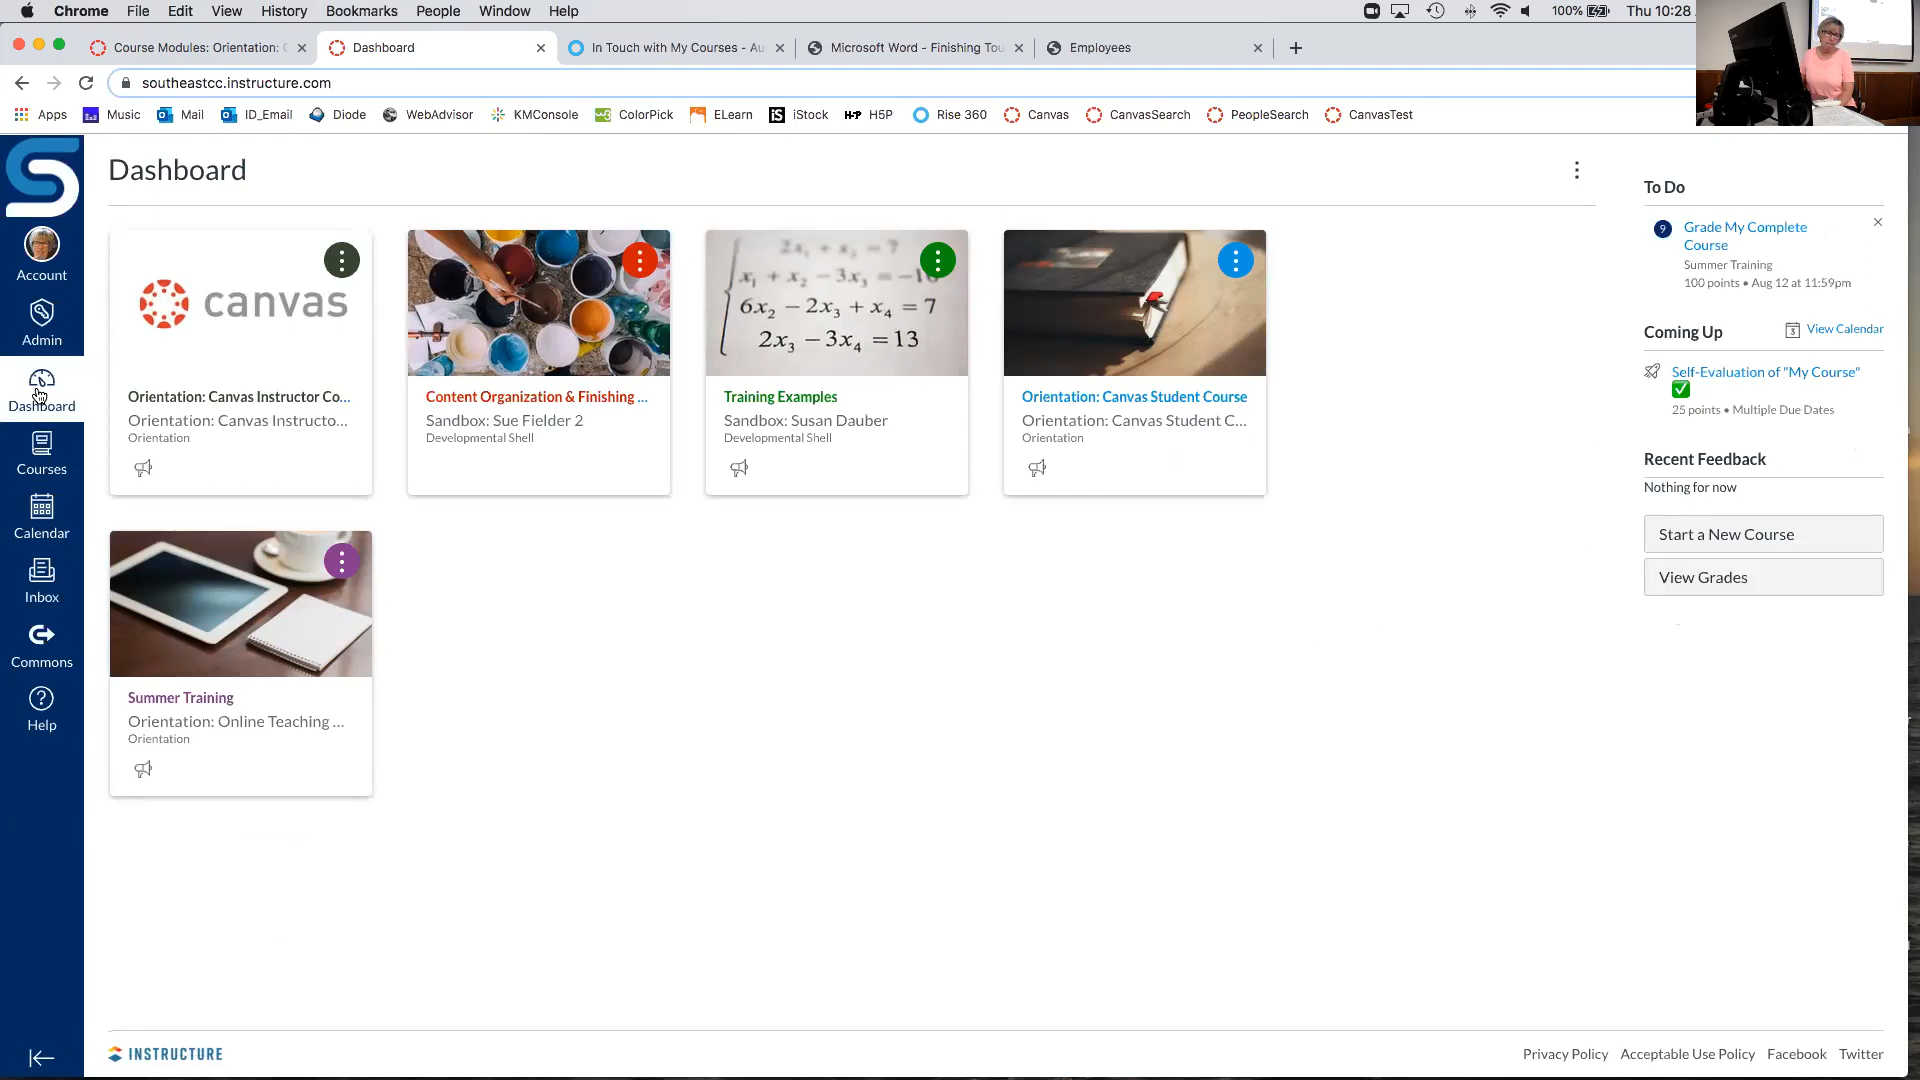 Chrome File Edit View History Bookmarks People Window Help 100% Thu 10:28
Course Modules: Orientation: Dashboard In Touch with My Courses - Au Microsoft Word - Finishing Tou Employees
southeastcc.instructure.com
Apps Music Mail ID_Email Diode WebAdvisor KMConsole ColorPick ELearn iStock H5P Rise 360 Canvas CanvasSearch PeopleSearch CanvasTest
Account
Admin
Dashboard
Courses
Calendar
Inbox
Commons
Help
Dashboard
canvas
Orientation: Canvas Instructor Co...
Orientation: Canvas Instructo...
Orientation
Content Organization & Finishing ...
Sandbox: Sue Fielder 2
Developmental Shell
x₁ + x₂ − 3x₃ = −10
6x₂ − 2x₃ + x₄ = 7
2x₃ − 3x₄ = 13
Training Examples
Sandbox: Susan Dauber
Developmental Shell
Orientation: Canvas Student Course
Orientation: Canvas Student C...
Orientation
Summer Training
Orientation: Online Teaching ...
Orientation
To Do
9 Grade My Complete
Course
Summer Training
100 points • Aug 12 at 11:59pm
Coming Up 3 View Calendar
Self-Evaluation of "My Course"
25 points • Multiple Due Dates
Recent Feedback
Nothing for now
Start a New Course
View Grades
INSTRUCTURE
Privacy Policy Acceptable Use Policy Facebook Twitter